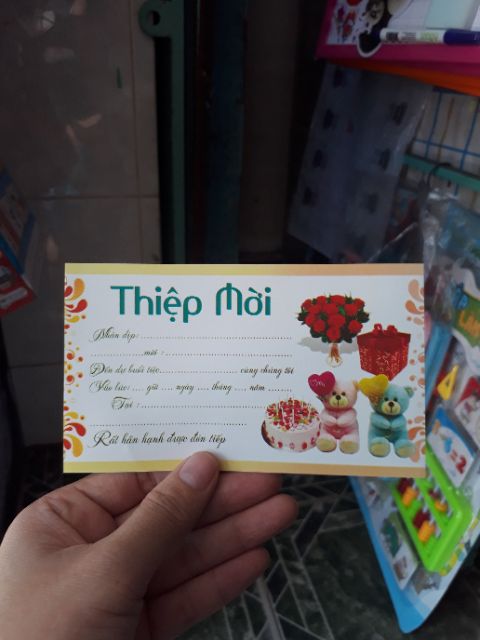 Thiệp Mời
Nhân dịp:..................................................
....................mời :..........................................
Đến dự buổi tiệc............................ cùng chúng tôi
Vào lúc:.... giờ .... ngày .... tháng .... năm ........
Tại :..................................................
..................................................
Rất hân hạnh được đón tiếp